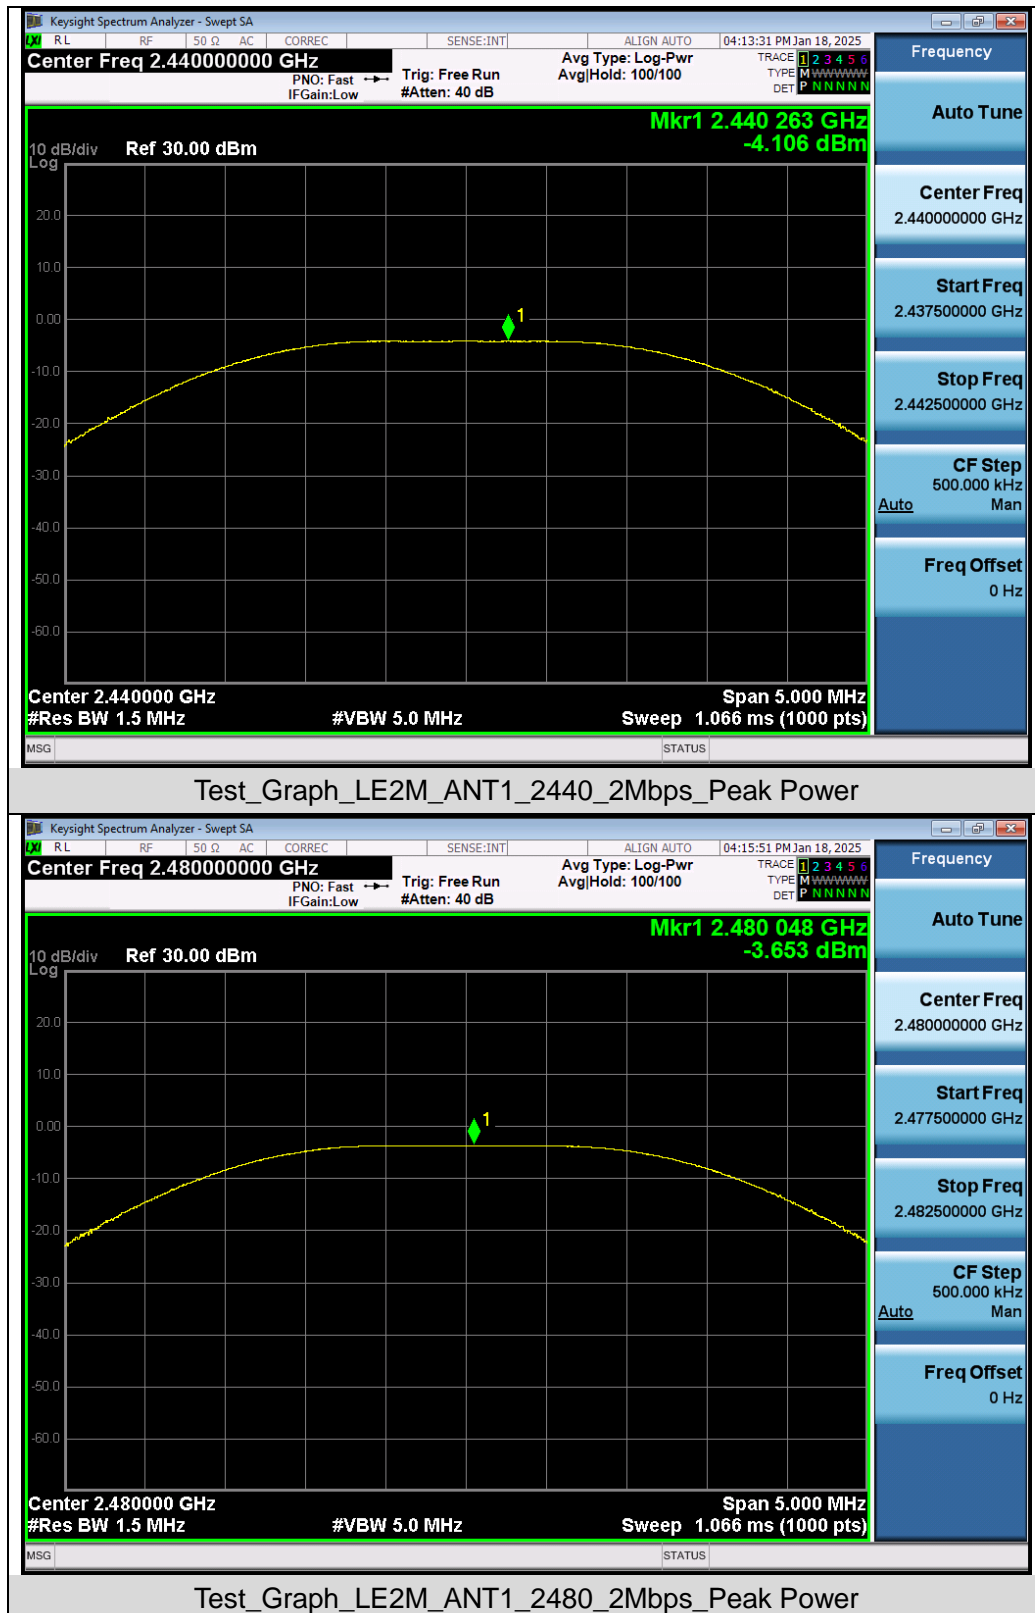 Keysight Spectrum Analyzer - Swept SA
LXI RL RF 50 Ω AC CORREC SENSE:INT ALIGN AUTO 04:13:31 PM Jan 18, 2025
Center Freq 2.440000000 GHz
PNO: Fast
IFGain:Low
Trig: Free Run
#Atten: 40 dB
Avg Type: Log-Pwr
Avg|Hold: 100/100
TRACE 1 2 3 4 5 6
TYPE M W W W W W
DET P N N N N N
Mkr1 2.440 263 GHz
-4.106 dBm
10 dB/div Ref 30.00 dBm
Log
20.0
10.0
0.00
-10.0
-20.0
-30.0
-40.0
-50.0
-60.0
1
Center 2.440000 GHz Span 5.000 MHz
#Res BW 1.5 MHz #VBW 5.0 MHz Sweep 1.066 ms (1000 pts)
MSG STATUS
Frequency
Auto Tune
Center Freq
2.440000000 GHz
Start Freq
2.437500000 GHz
Stop Freq
2.442500000 GHz
CF Step
500.000 kHz
Auto Man
Freq Offset
0 Hz
Test_Graph_LE2M_ANT1_2440_2Mbps_Peak Power
Keysight Spectrum Analyzer - Swept SA
LXI RL RF 50 Ω AC CORREC SENSE:INT ALIGN AUTO 04:15:51 PM Jan 18, 2025
Center Freq 2.480000000 GHz
PNO: Fast
IFGain:Low
Trig: Free Run
#Atten: 40 dB
Avg Type: Log-Pwr
Avg|Hold: 100/100
TRACE 1 2 3 4 5 6
TYPE M W W W W W
DET P N N N N N
Mkr1 2.480 048 GHz
-3.653 dBm
10 dB/div Ref 30.00 dBm
Log
20.0
10.0
0.00
-10.0
-20.0
-30.0
-40.0
-50.0
-60.0
1
Center 2.480000 GHz Span 5.000 MHz
#Res BW 1.5 MHz #VBW 5.0 MHz Sweep 1.066 ms (1000 pts)
MSG STATUS
Frequency
Auto Tune
Center Freq
2.480000000 GHz
Start Freq
2.477500000 GHz
Stop Freq
2.482500000 GHz
CF Step
500.000 kHz
Auto Man
Freq Offset
0 Hz
Test_Graph_LE2M_ANT1_2480_2Mbps_Peak Power